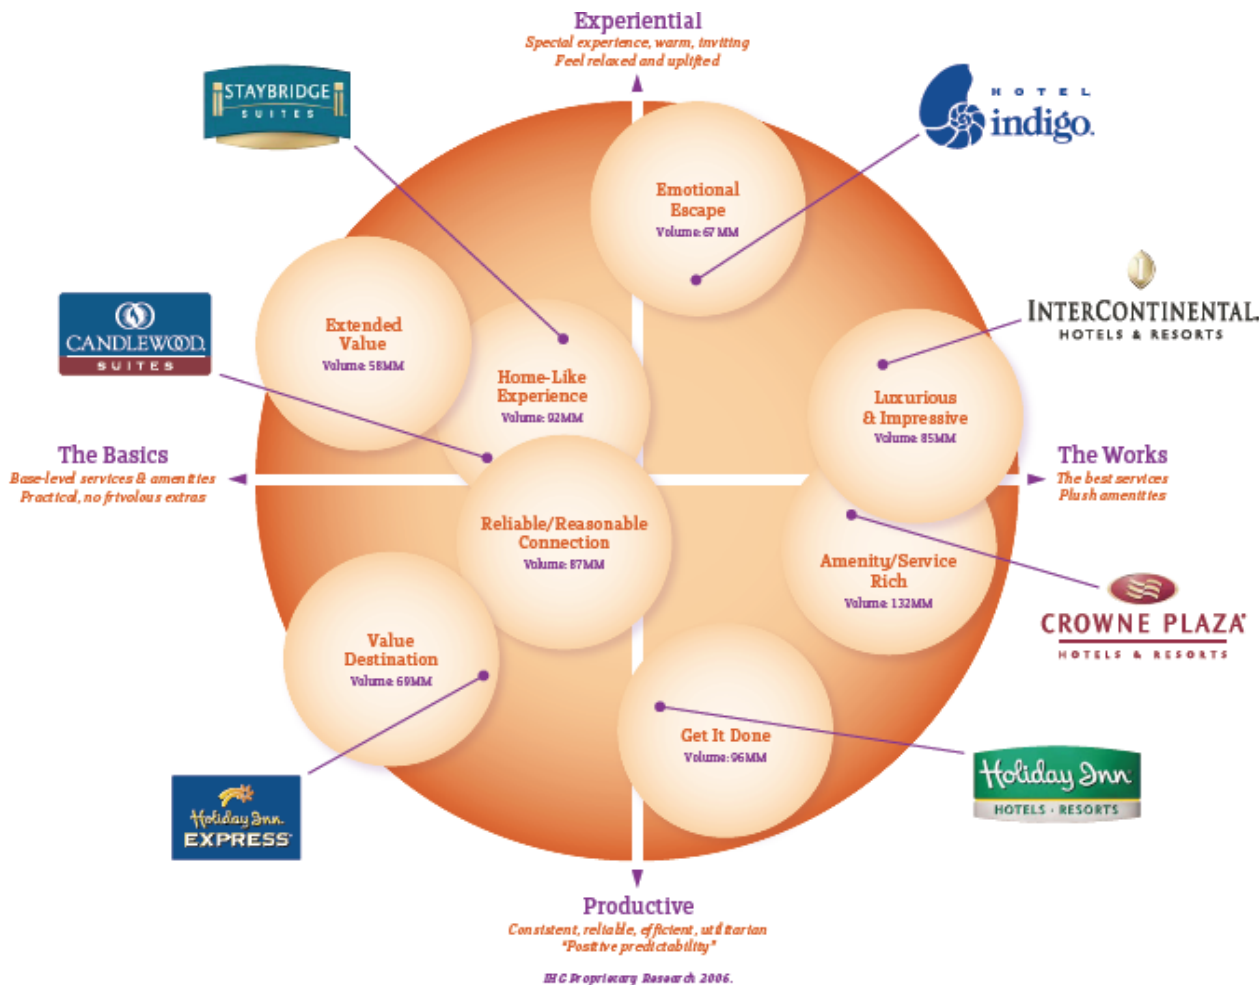 Experiential
Special experience, warm, inviting
Feel relaxed and uplifted
STAYBRIDGE
SUITES
HOTEL
indigo.
Emotional
Escape
Volume: 67 MM
INTERCONTINENTAL.
HOTELS & RESORTS
CANDLEWOOD
SUITES
Extended
Value
Volume: 58MM
Home-Like
Experience
Volume: 92MM
Luxurious
& Impressive
Volume: 85MM
The Basics
Base-level services & amenities
Practical, no frivolous extras
The Works
The best services
Plush amenities
Reliable/Reasonable
Connection
Volume: 87MM
Amenity/Service
Rich
Volume: 132MM
CROWNE PLAZA
HOTELS & RESORTS
Value
Destination
Volume: 69MM
Get It Done
Volume: 96MM
Holiday Inn
HOTELS · RESORTS
Holiday Inn
EXPRESS
Productive
Consistent, reliable, efficient, utilitarian
"Positive predictability"
IHG Proprietary Research 2006.